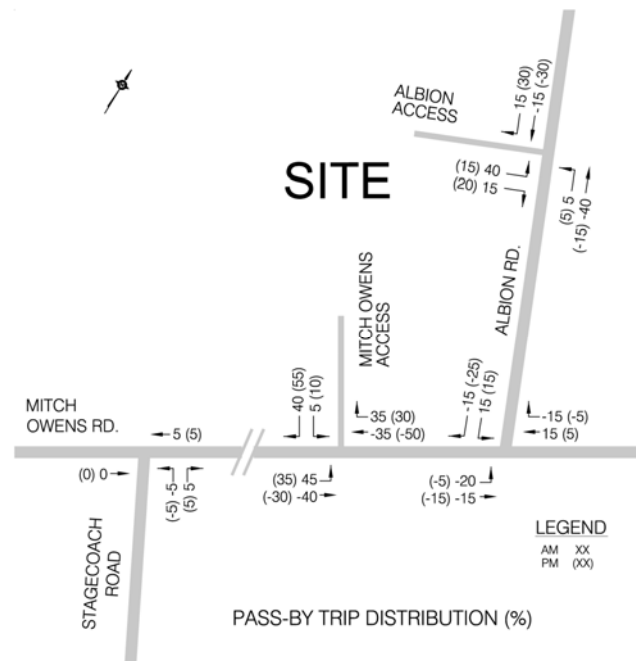 15 (30)
-15 (-30)
ALBION
ACCESS
(15) 40
(20) 15
(5) 5
(-15) -40
SITE
ALBION RD.
MITCH OWENS
ACCESS
40 (55)
5 (10)
35 (30)
-35 (-50)
-15 (-25)
15 (15)
-15 (-5)
15 (5)
MITCH
OWENS RD.
5 (5)
(0) 0
(-5) -5
(5) 5
(35) 45
(-30) -40
(-5) -20
(-15) -15
STAGECOACH
ROAD
LEGEND
AM XX
PM (XX)
PASS-BY TRIP DISTRIBUTION (%)